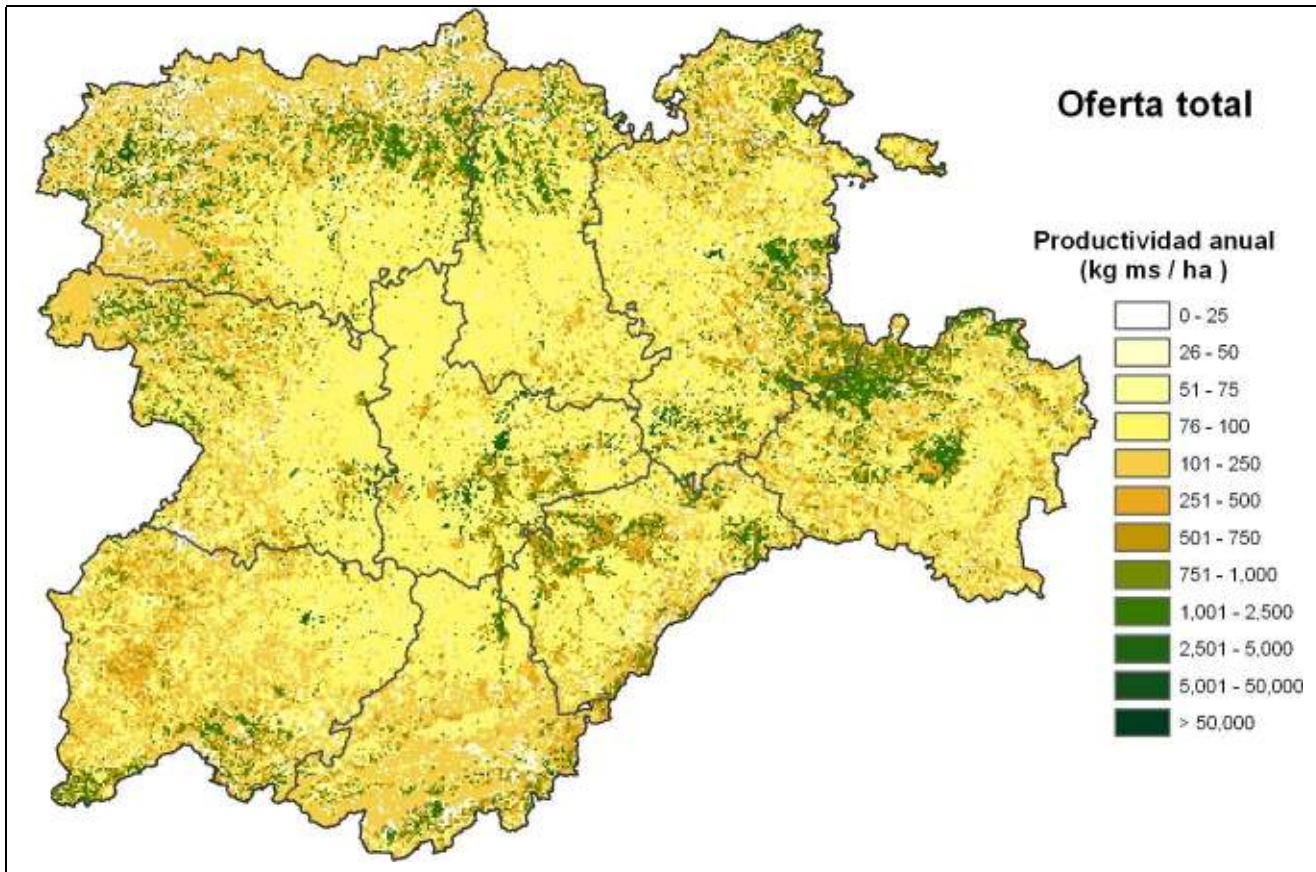 Oferta total
Productividad anual
(kg ms / ha )
0 - 25
26 - 50
51 - 75
76 - 100
101 - 250
251 - 500
501 - 750
751 - 1,000
1,001 - 2,500
2,501 - 5,000
5,001 - 50,000
> 50,000